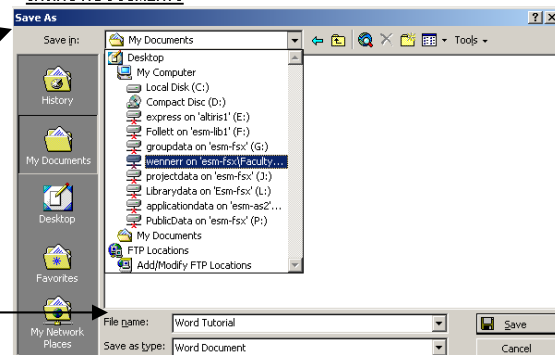 Save As
Save in:
My Documents
Tools
Desktop
My Computer
Local Disk (C:)
Compact Disc (D:)
express on 'altiris1' (E:)
Follett on 'esm-lib1' (F:)
groupdata on 'esm-fsx' (G:)
wennerr on 'esm-fsx\Faculty...
projectdata on 'esm-fsx' (J:)
Librarydata on 'Esm-fsx' (L:)
applicationdata on 'esm-as2'...
PublicData on 'esm-fsx' (P:)
My Documents
FTP Locations
Add/Modify FTP Locations
History
My Documents
Desktop
Favorites
My Network
Places
File name:
Word Tutorial
Save
Save as type:
Word Document
Cancel